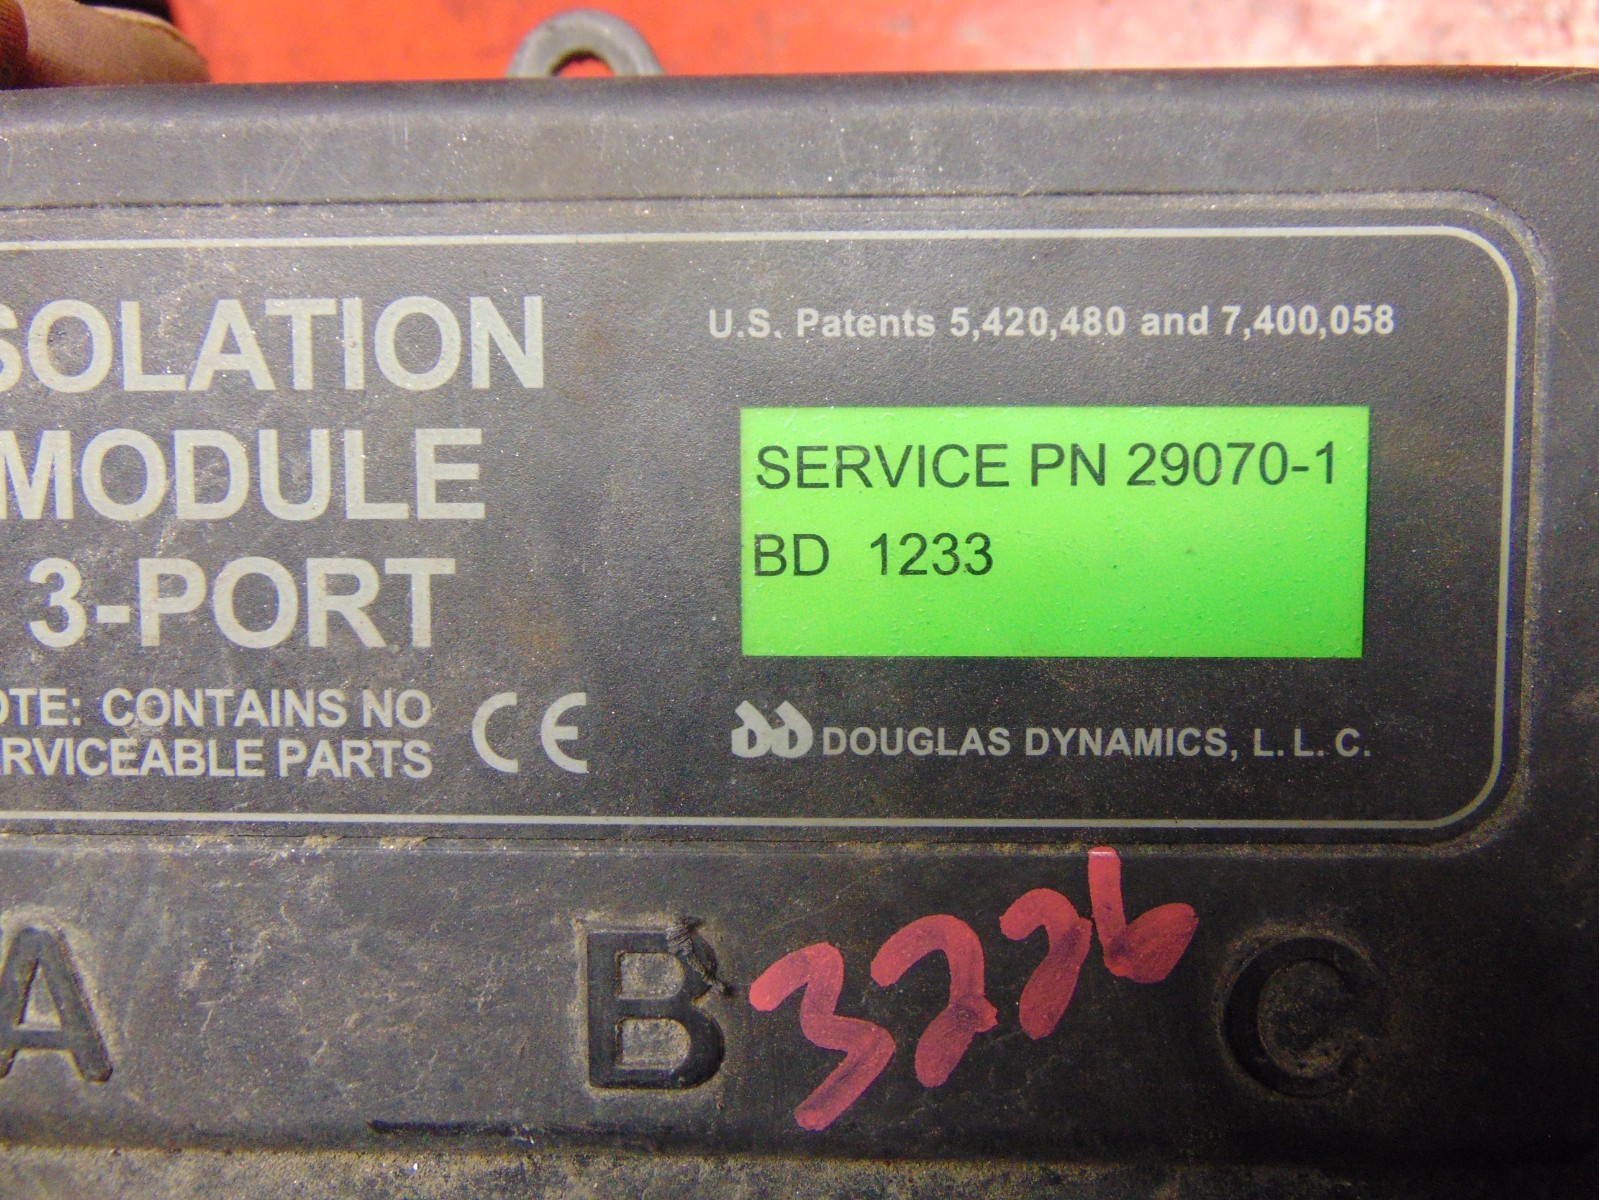 SOLATION
MODULE
3-PORT
OTE: CONTAINS NO
RVICEABLE PARTS
CE
U.S. Patents 5,420,480 and 7,400,058
SERVICE PN 29070-1
BD 1233
DOUGLAS DYNAMICS, L.L.C.
A B C